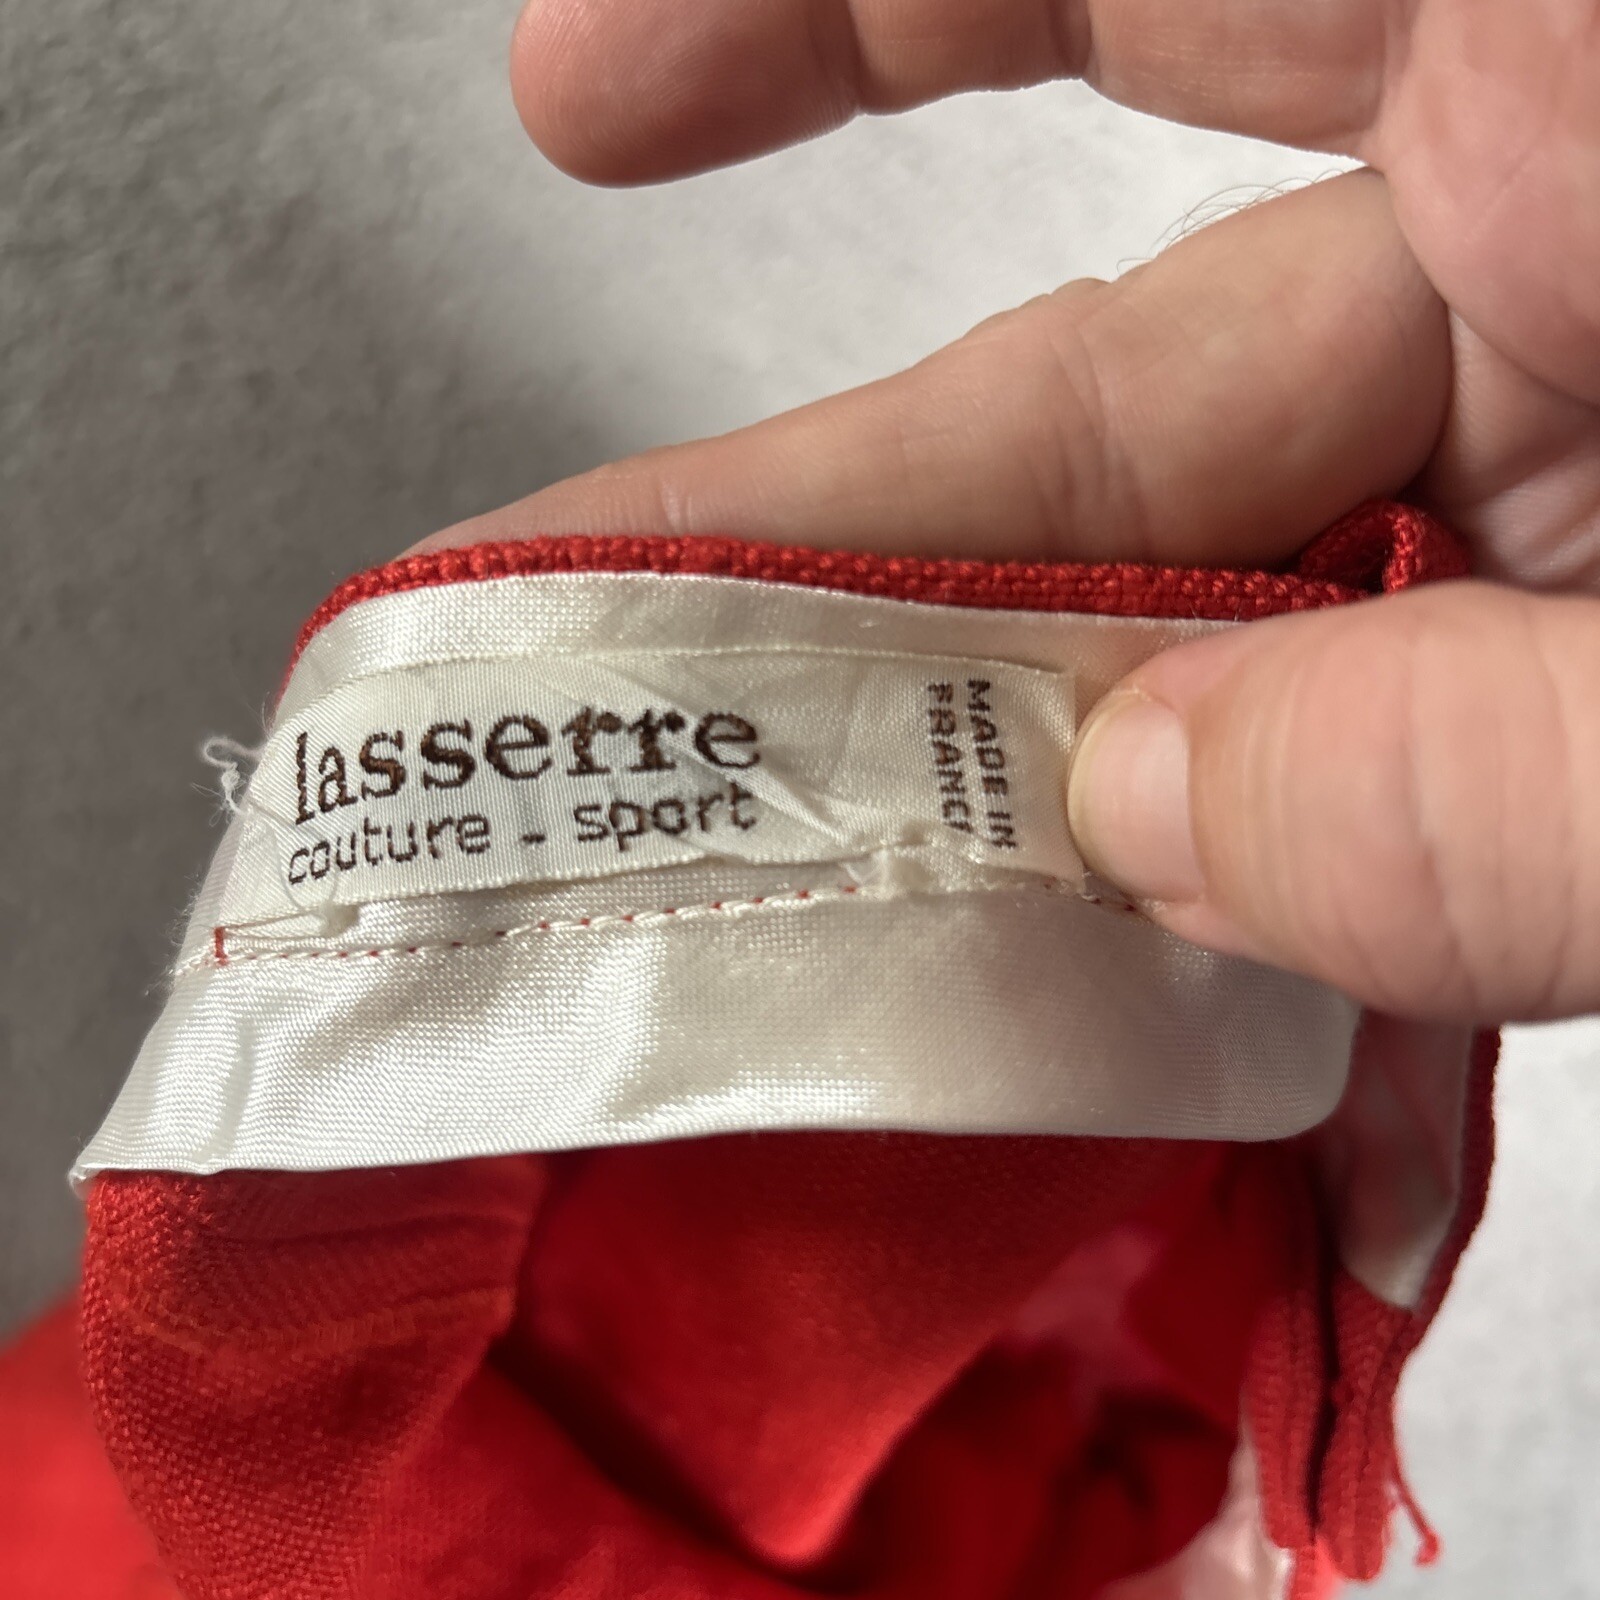 lasserre
couture - sport
MADE IN
FRANCE